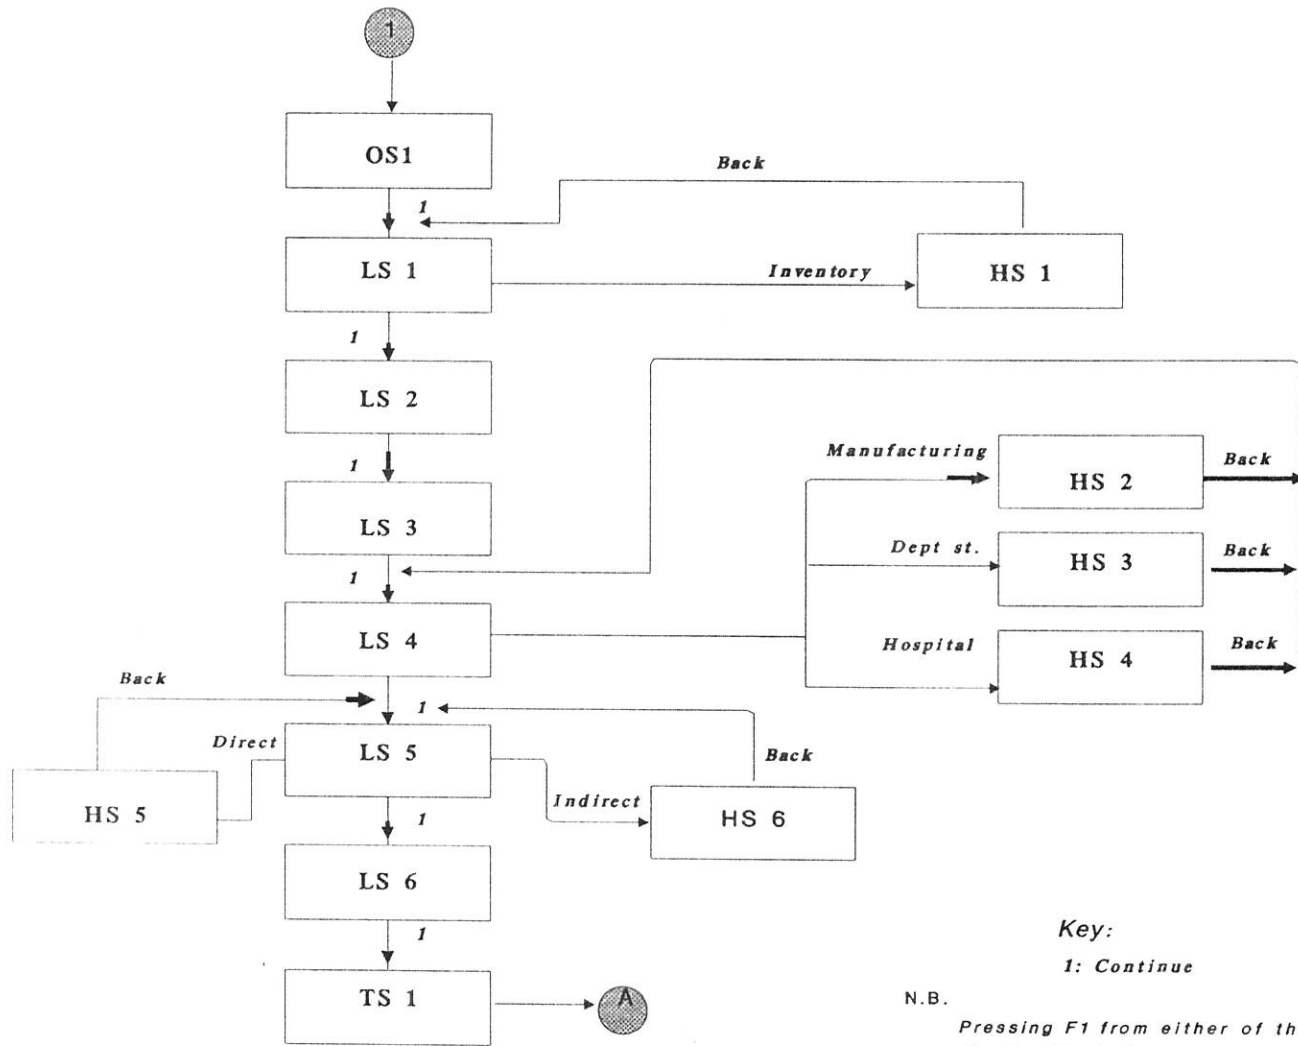 1
OS1
Back
1
LS 1
Inventory
HS 1
1
LS 2
Manufacturing
Back
HS 2
1
LS 3
Dept st.
HS 3
Back
1
LS 4
Hospital
HS 4
Back
Back
1
Direct
LS 5
Back
HS 5
Indirect
HS 6
1
LS 6
1
TS 1
A
Key:
1: Continue
N.B.
Pressing F1 from either of th